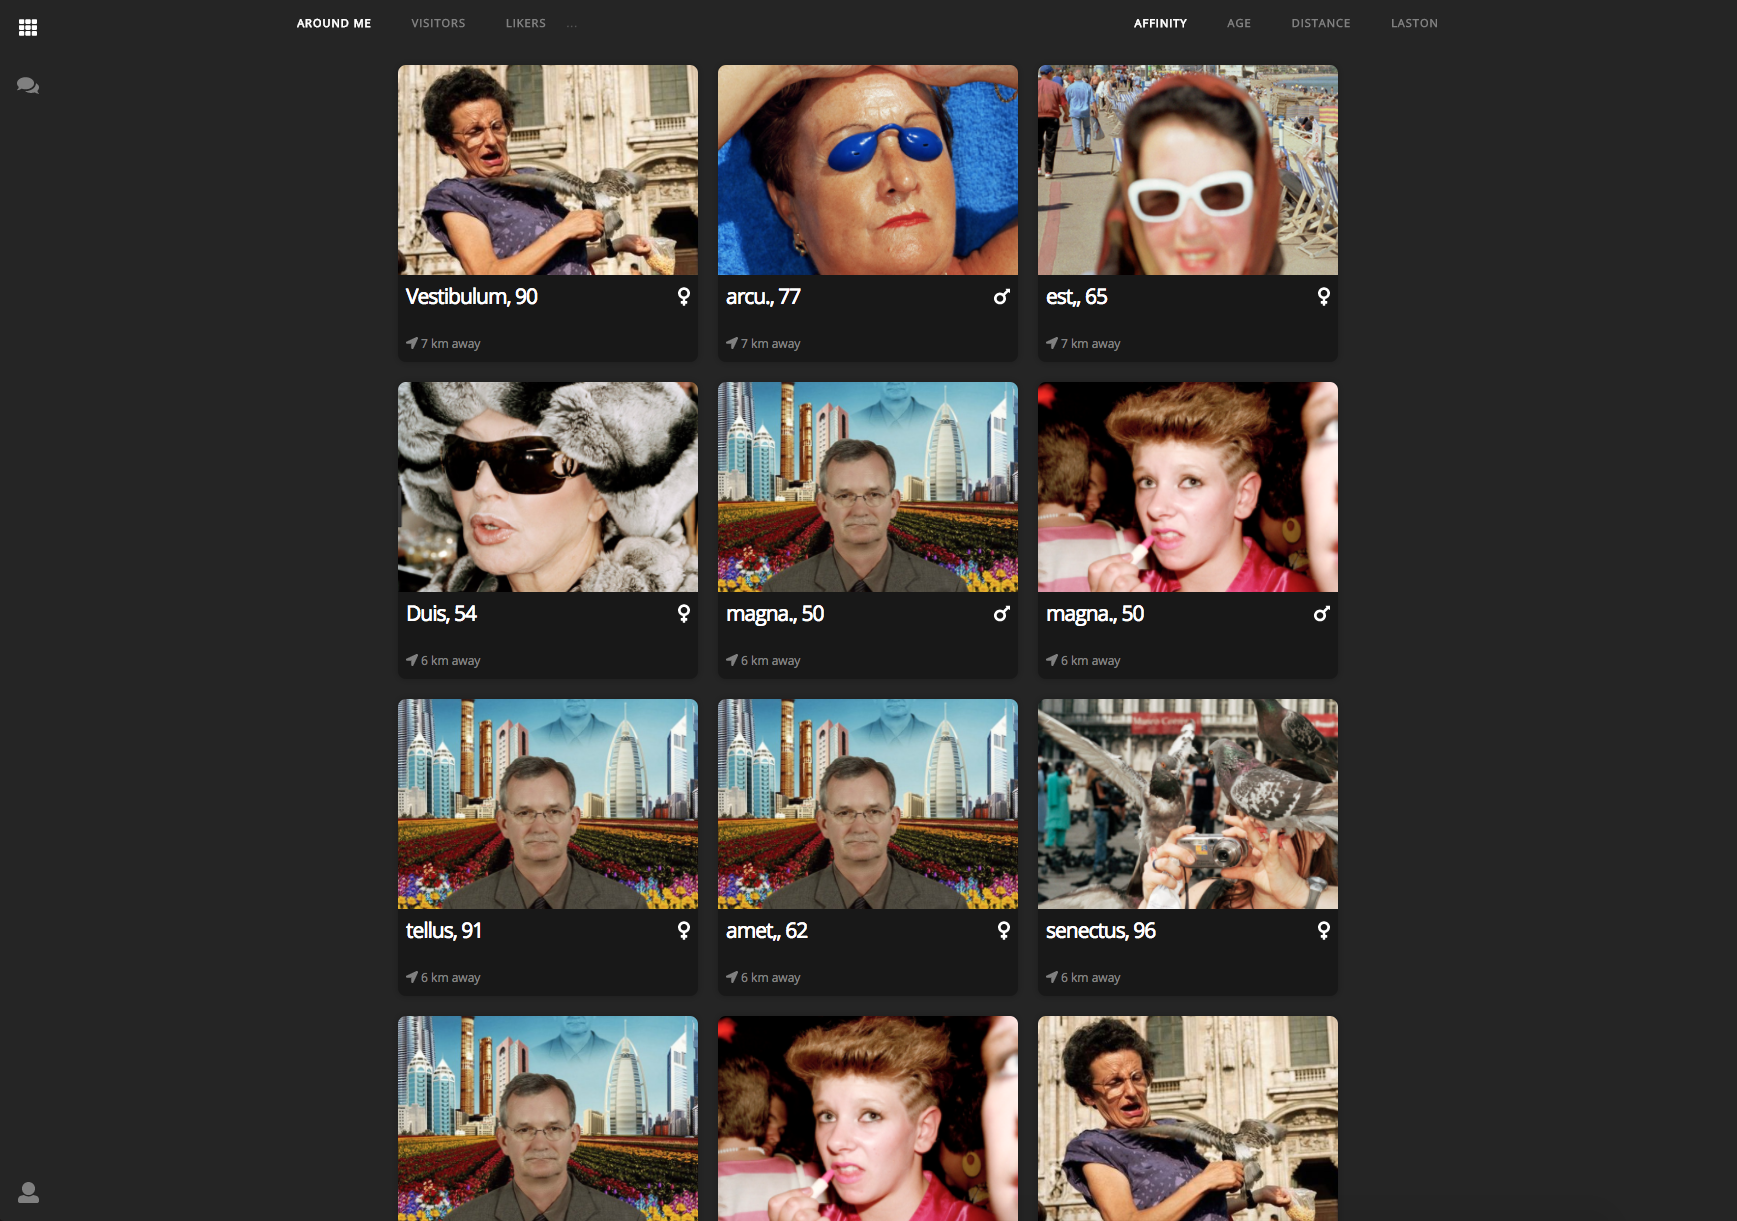 AROUND ME VISITORS LIKERS ... AFFINITY AGE DISTANCE LASTON
Vestibulum, 90 arcu., 77 est,, 65
7 km away 7 km away 7 km away
Duis, 54 magna., 50 magna., 50
6 km away 6 km away 6 km away
tellus, 91 amet,, 62 senectus, 96
6 km away 6 km away 6 km away